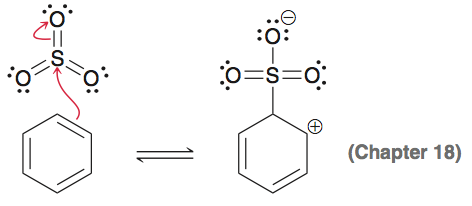 O ⊖
S :O:
O O O=S=O
⊕
(Chapter 18)